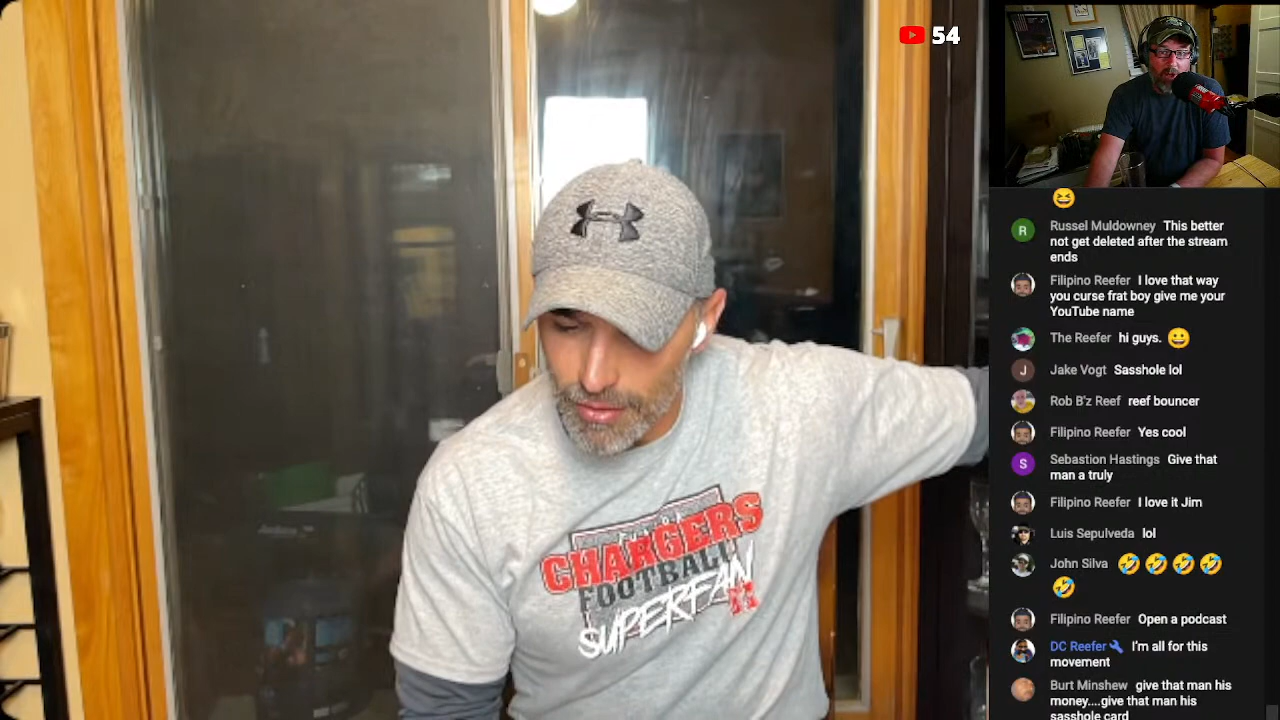 54
CHARGERS
FOOTBALL
SUPERFAN
R
Russel Muldowney This better
not get deleted after the stream
ends
Filipino Reefer I love that way
you curse frat boy give me your
YouTube name
The Reefer hi guys. 😀
J
Jake Vogt Sasshole lol
Rob B'z Reef reef bouncer
Filipino Reefer Yes cool
S
Sebastion Hastings Give that
man a truly
Filipino Reefer I love it Jim
Luis Sepulveda lol
John Silva 🤣🤣🤣🤣
🤣
Filipino Reefer Open a podcast
DC Reefer🔧 I'm all for this
movement
Burt Minshew give that man his
money....give that man his
sasshole card